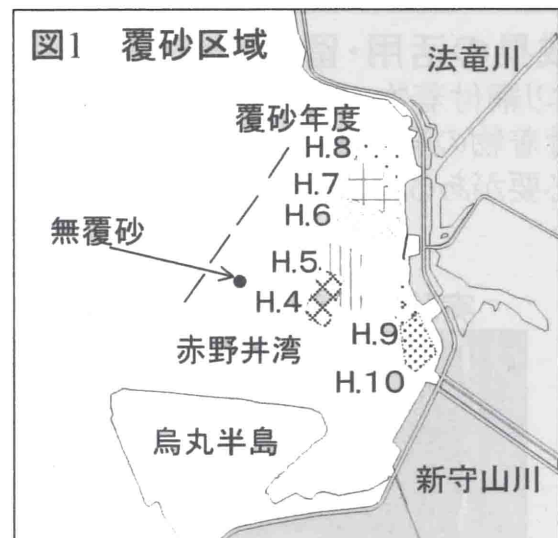 図1 覆砂区域
法竜川
覆砂年度
H.8
H.7
H.6
無覆砂
H.5
H.4
H.9
赤野井湾
H.10
烏丸半島
新守山川